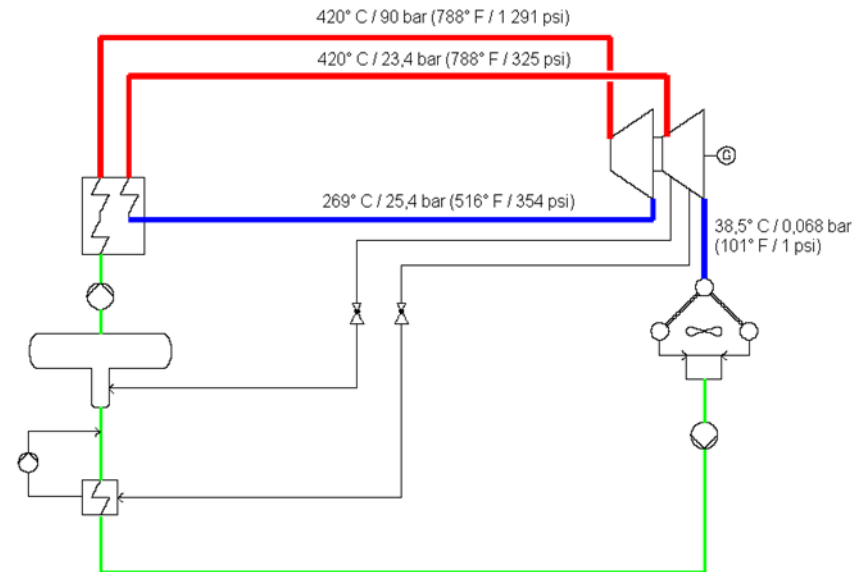 420° C / 90 bar (788° F / 1 291 psi)
420° C / 23,4 bar (788° F / 325 psi)
G
269° C / 25,4 bar (516° F / 354 psi)
38,5° C / 0,068 bar
(101° F / 1 psi)